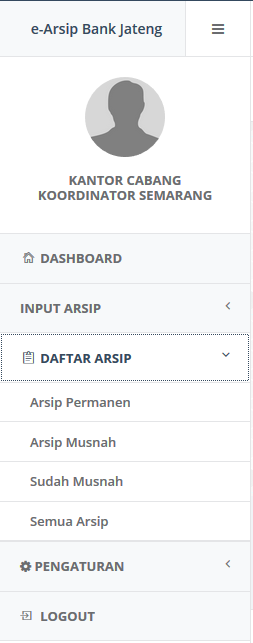 e-Arsip Bank Jateng
KANTOR CABANG
KOORDINATOR SEMARANG
DASHBOARD
INPUT ARSIP
DAFTAR ARSIP
Arsip Permanen
Arsip Musnah
Sudah Musnah
Semua Arsip
PENGATURAN
LOGOUT